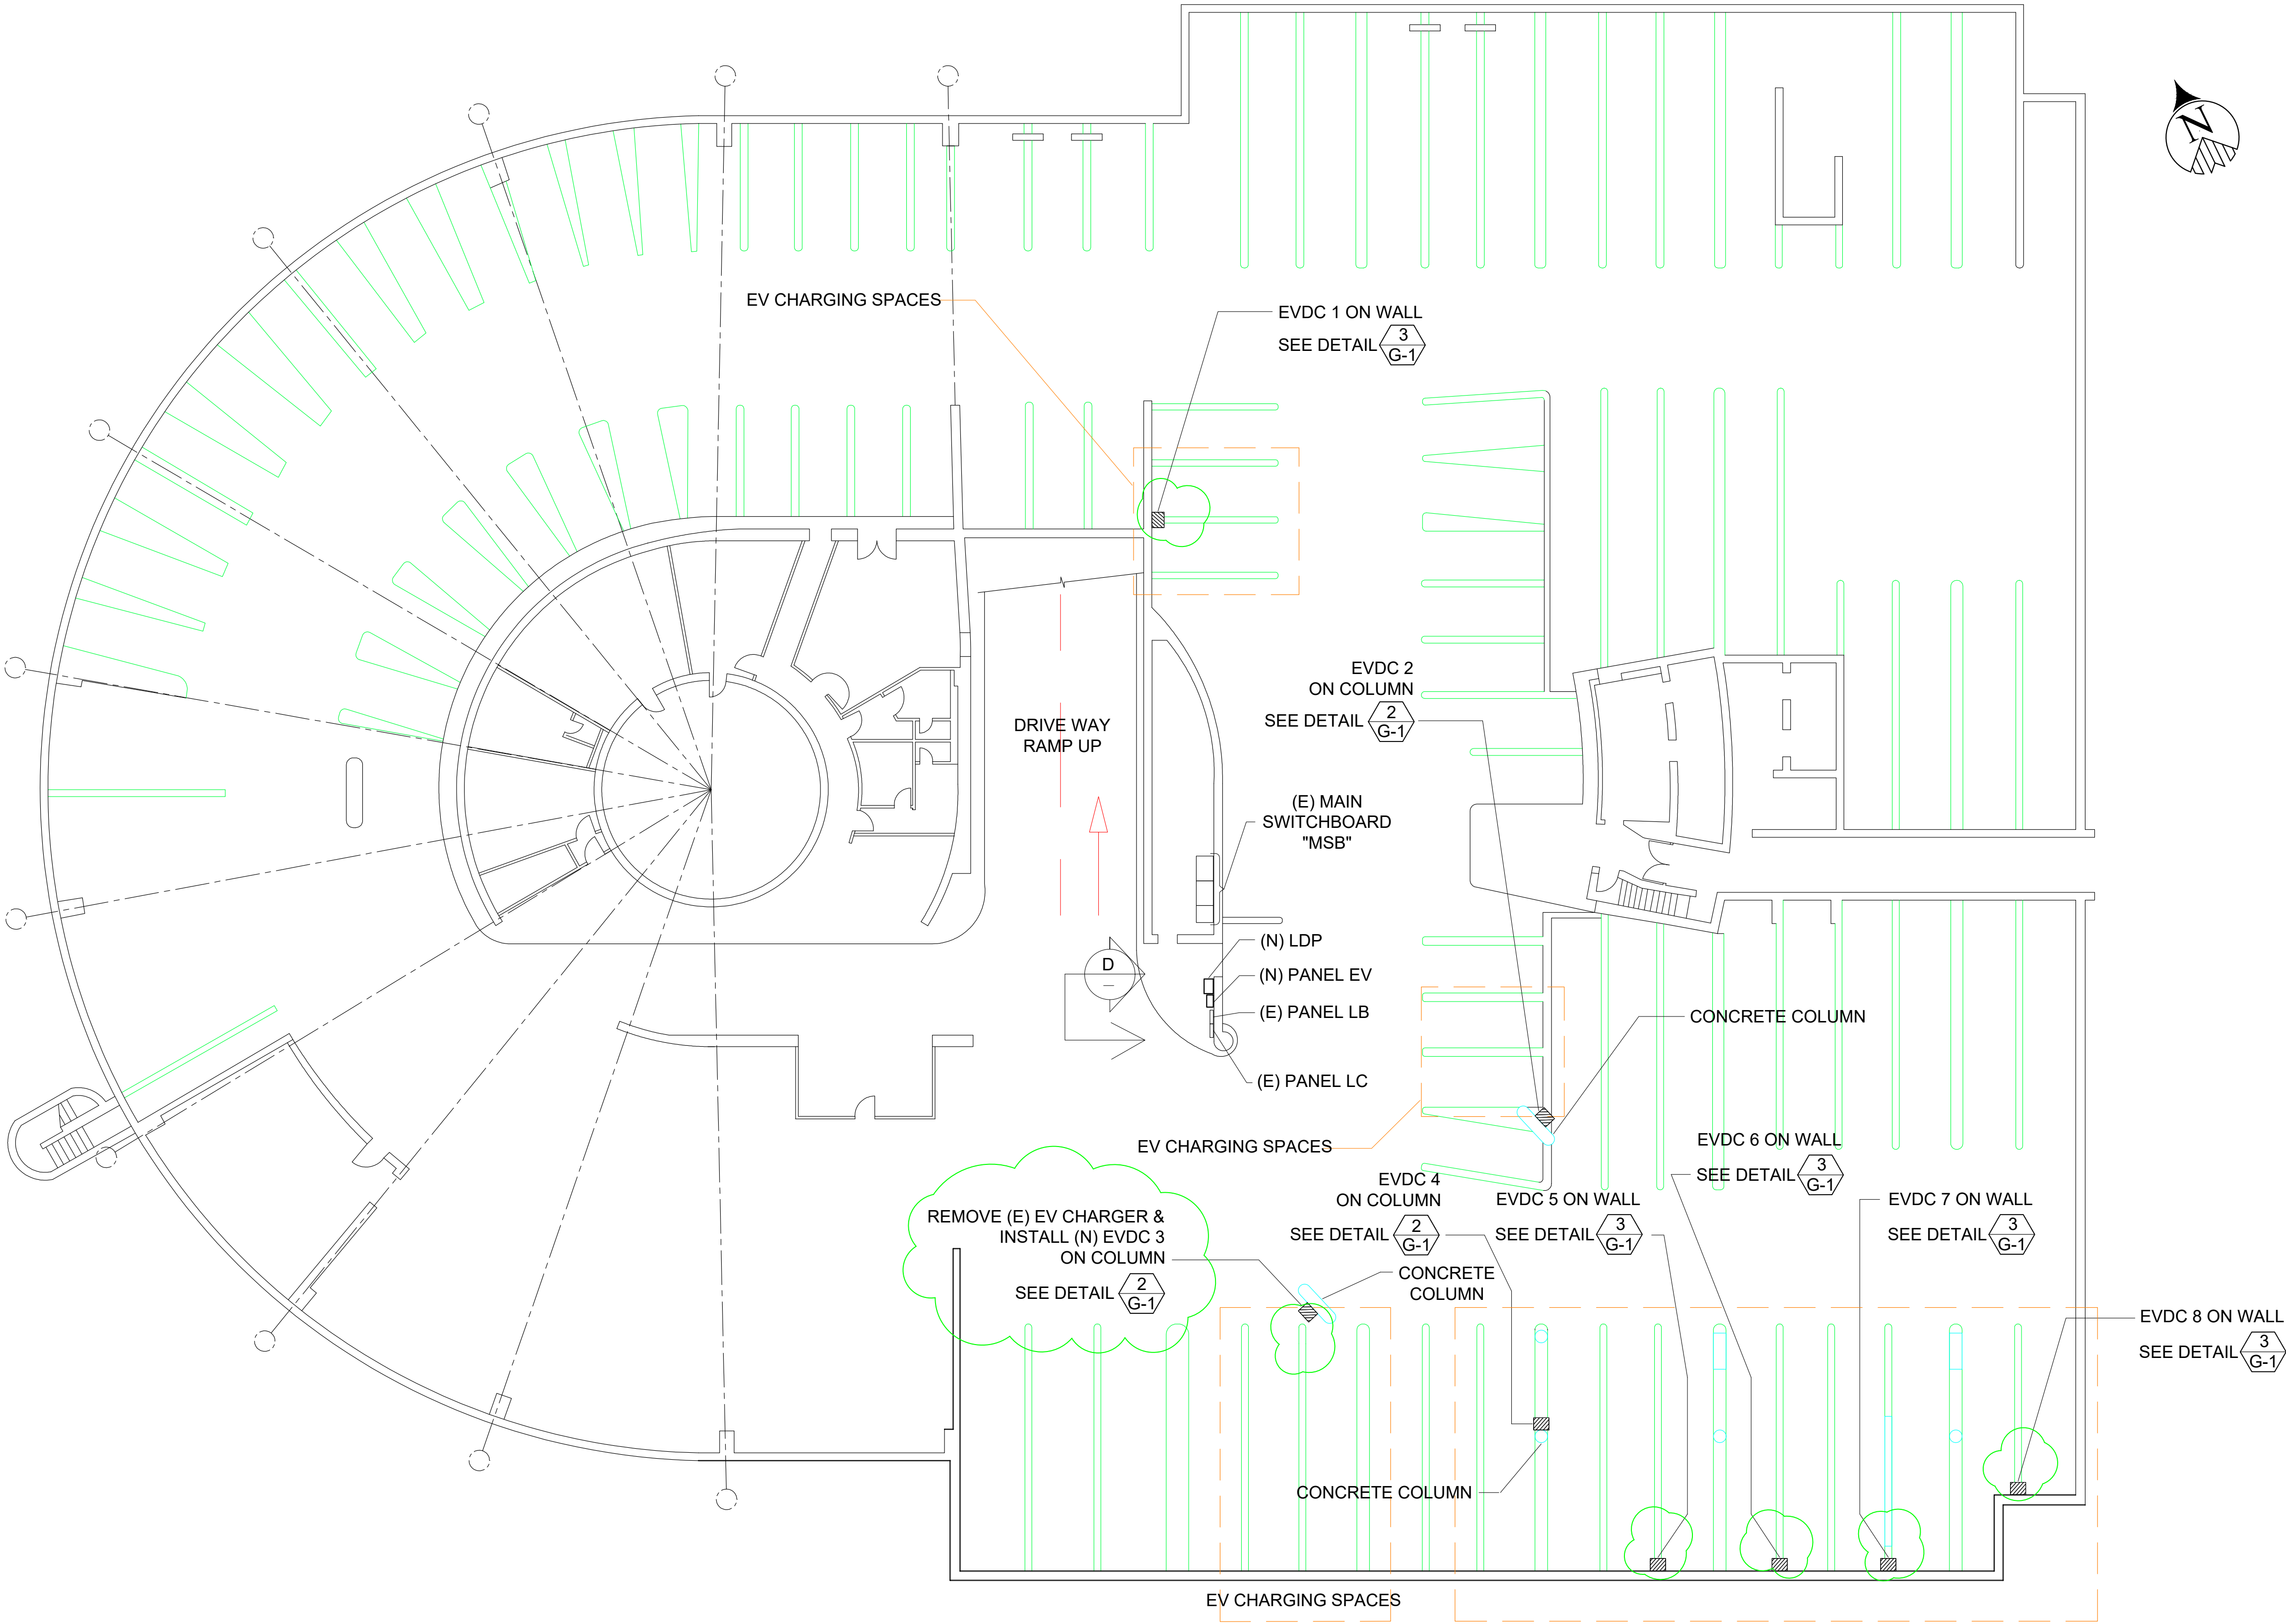 N
EV CHARGING SPACES
EVDC 1 ON WALL
SEE DETAIL
3
G-1
EVDC 2
ON COLUMN
SEE DETAIL
2
G-1
DRIVE WAY
RAMP UP
(E) MAIN
SWITCHBOARD
"MSB"
(N) LDP
D
(N) PANEL EV
(E) PANEL LB
CONCRETE COLUMN
(E) PANEL LC
EV CHARGING SPACES
EVDC 6 ON WALL
SEE DETAIL
3
G-1
EVDC 4
ON COLUMN
SEE DETAIL
2
G-1
EVDC 5 ON WALL
SEE DETAIL
3
G-1
EVDC 7 ON WALL
SEE DETAIL
3
G-1
REMOVE (E) EV CHARGER &
INSTALL (N) EVDC 3
ON COLUMN
SEE DETAIL
2
G-1
CONCRETE
COLUMN
EVDC 8 ON WALL
SEE DETAIL
3
G-1
CONCRETE COLUMN
EV CHARGING SPACES